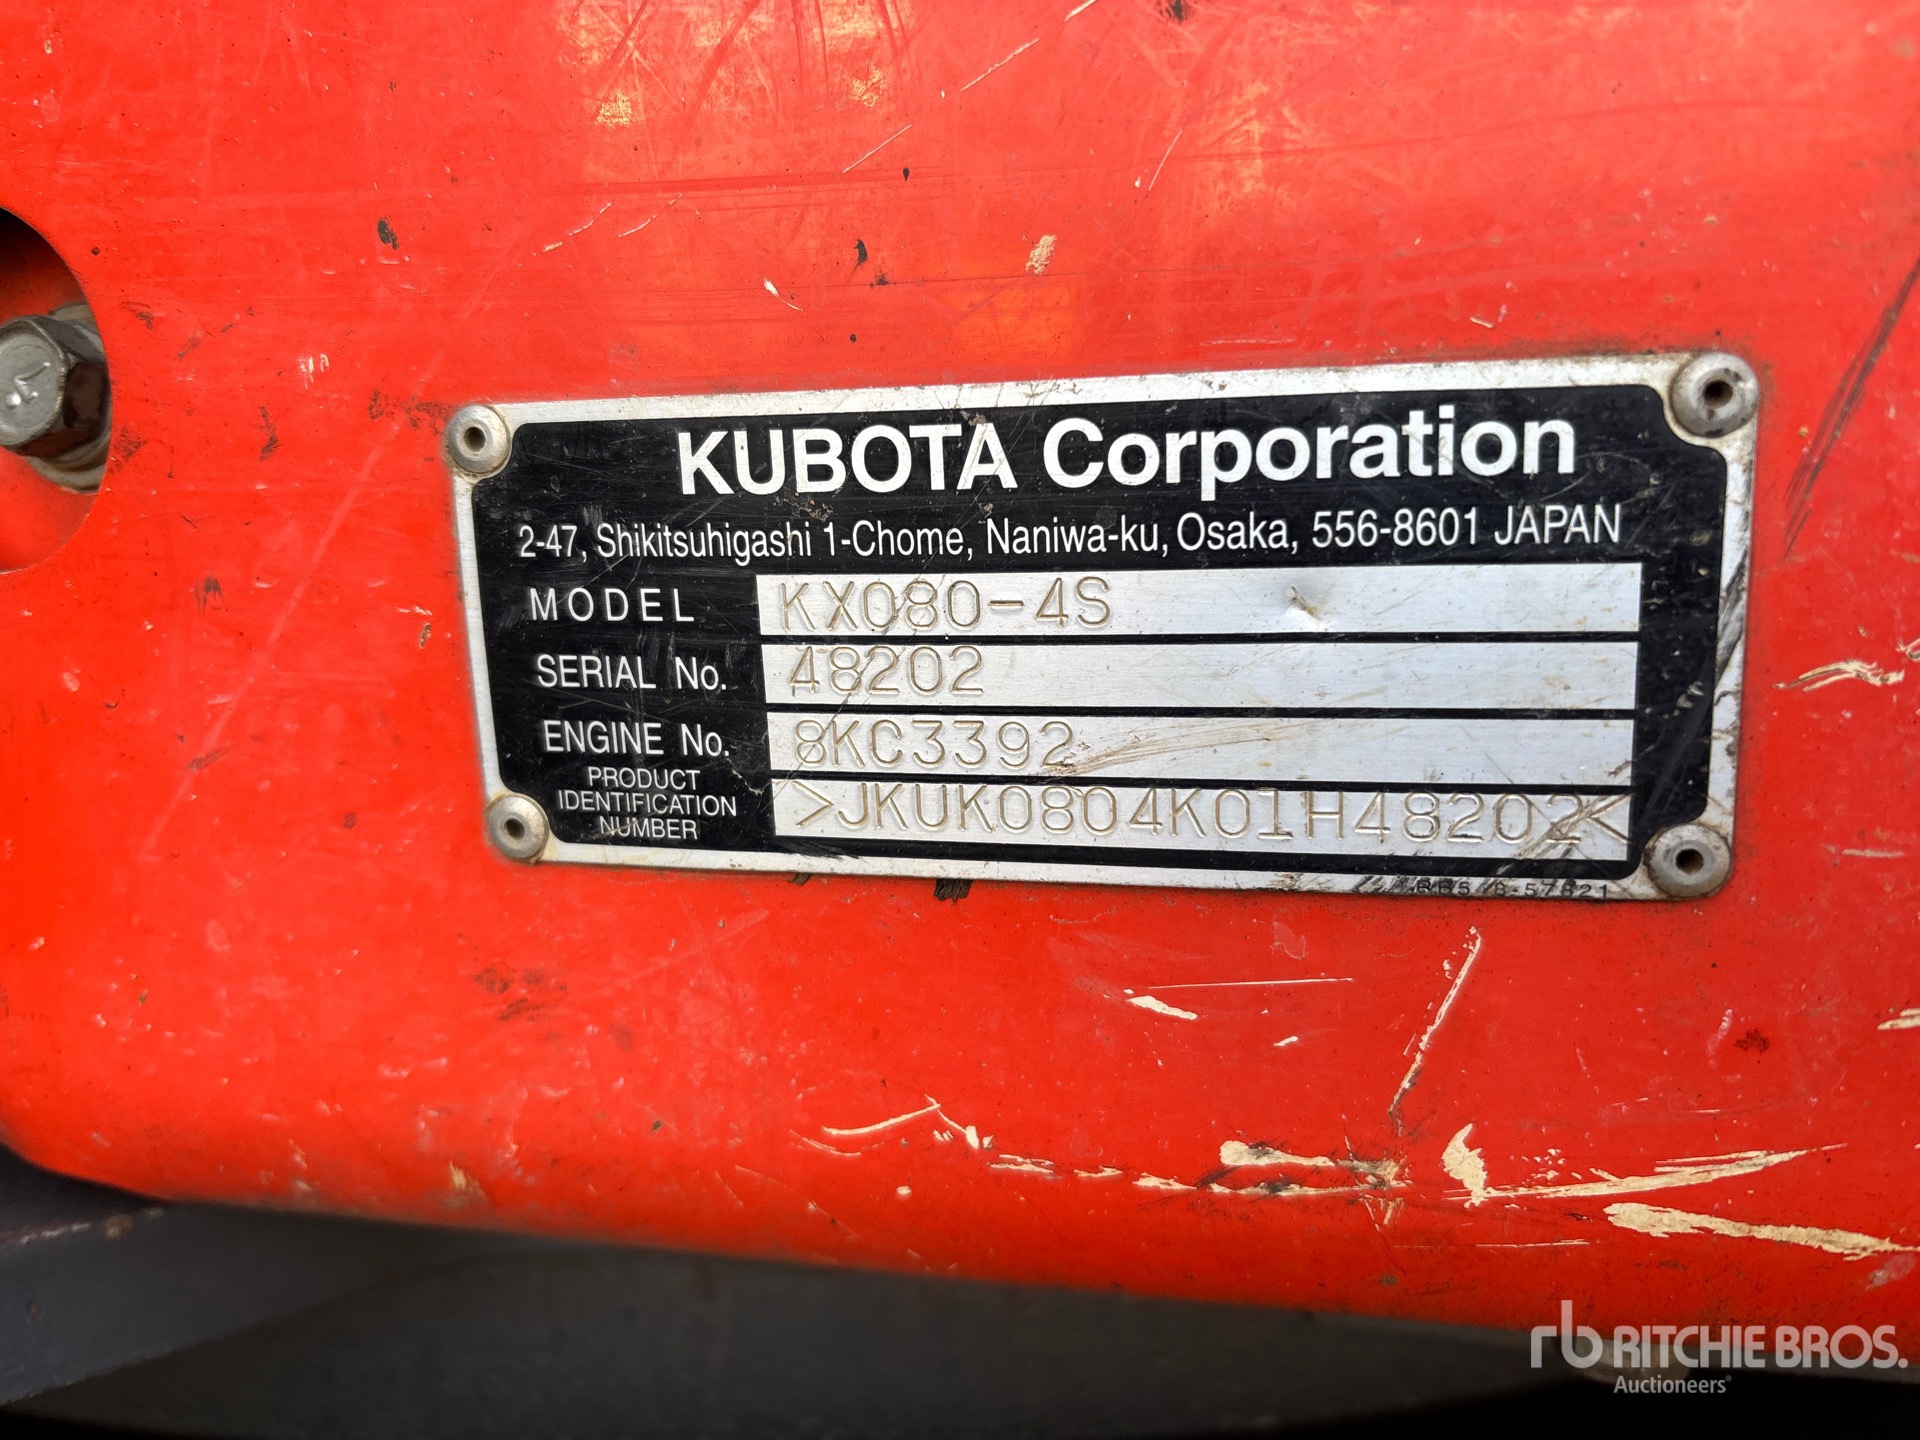 KUBOTA Corporation
2-47, Shikitsuhigashi 1-Chome, Naniwa-ku, Osaka, 556-8601 JAPAN
MODEL KX080-4S
SERIAL No. 48202
ENGINE No. 8KC3392
PRODUCT IDENTIFICATION NUMBER >JKUK0804K01H48202<
rb RITCHIE BROS.
Auctioneers®